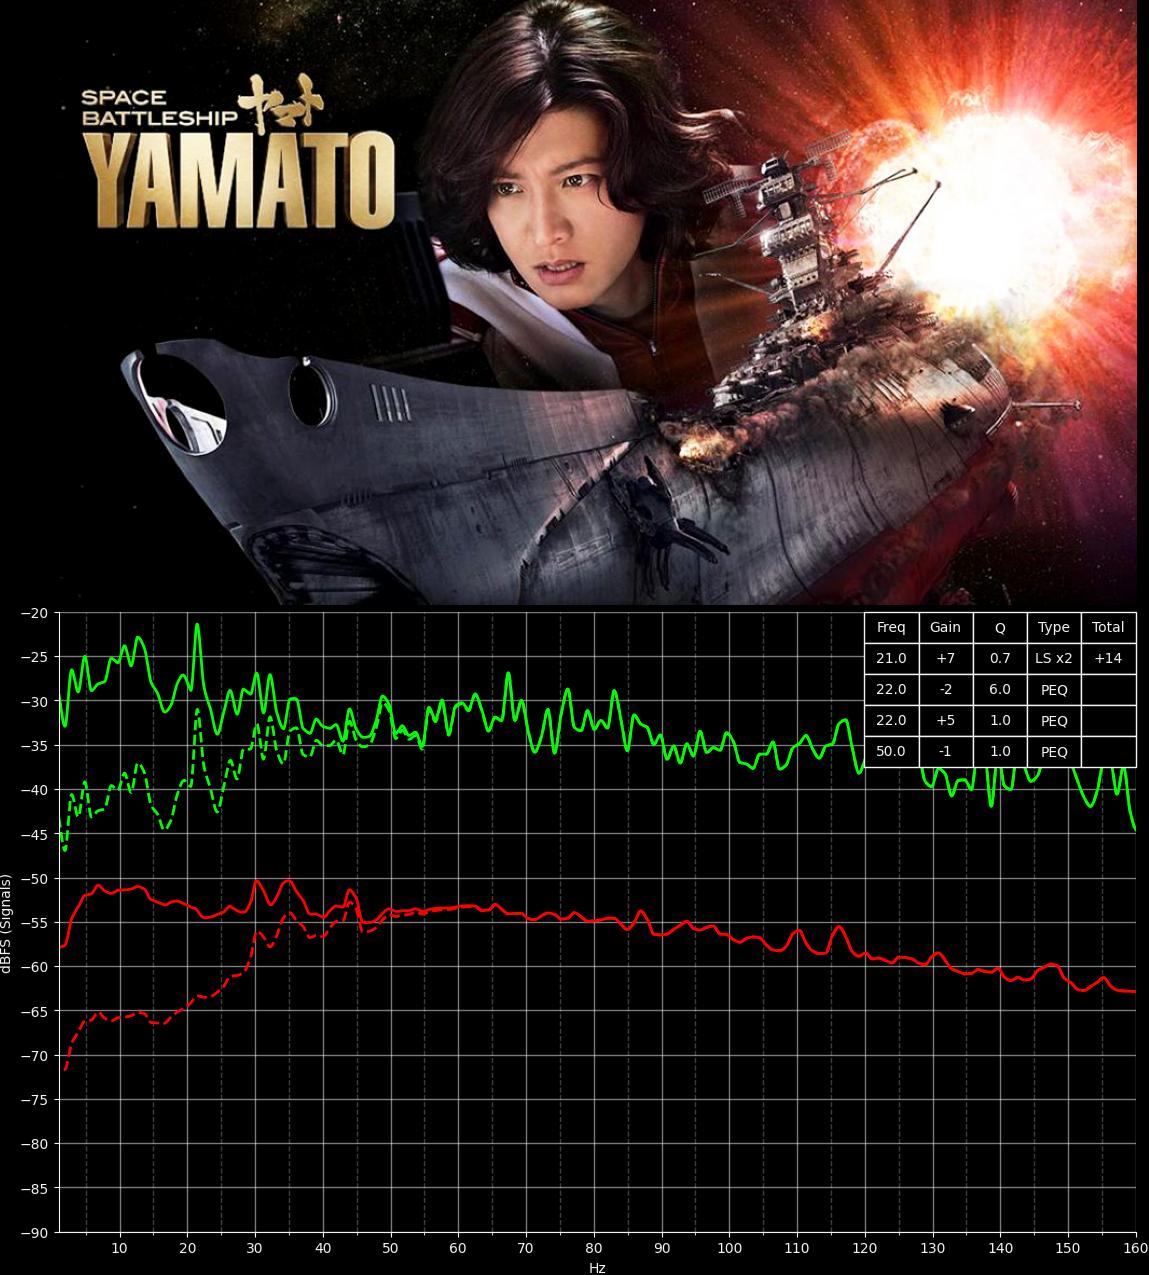 SPACE
BATTLESHIP ヤマト
YAMATO
−20
−25
−30
−35
−40
−45
−50
−55
−60
−65
−70
−75
−80
−85
−90
dBFS (Signals)
Freq Gain Q Type Total
21.0 +7 0.7 LS x2 +14
22.0 -2 6.0 PEQ
22.0 +5 1.0 PEQ
50.0 -1 1.0 PEQ
10 20 30 40 50 60 70 80 90 100 110 120 130 140 150 160
Hz